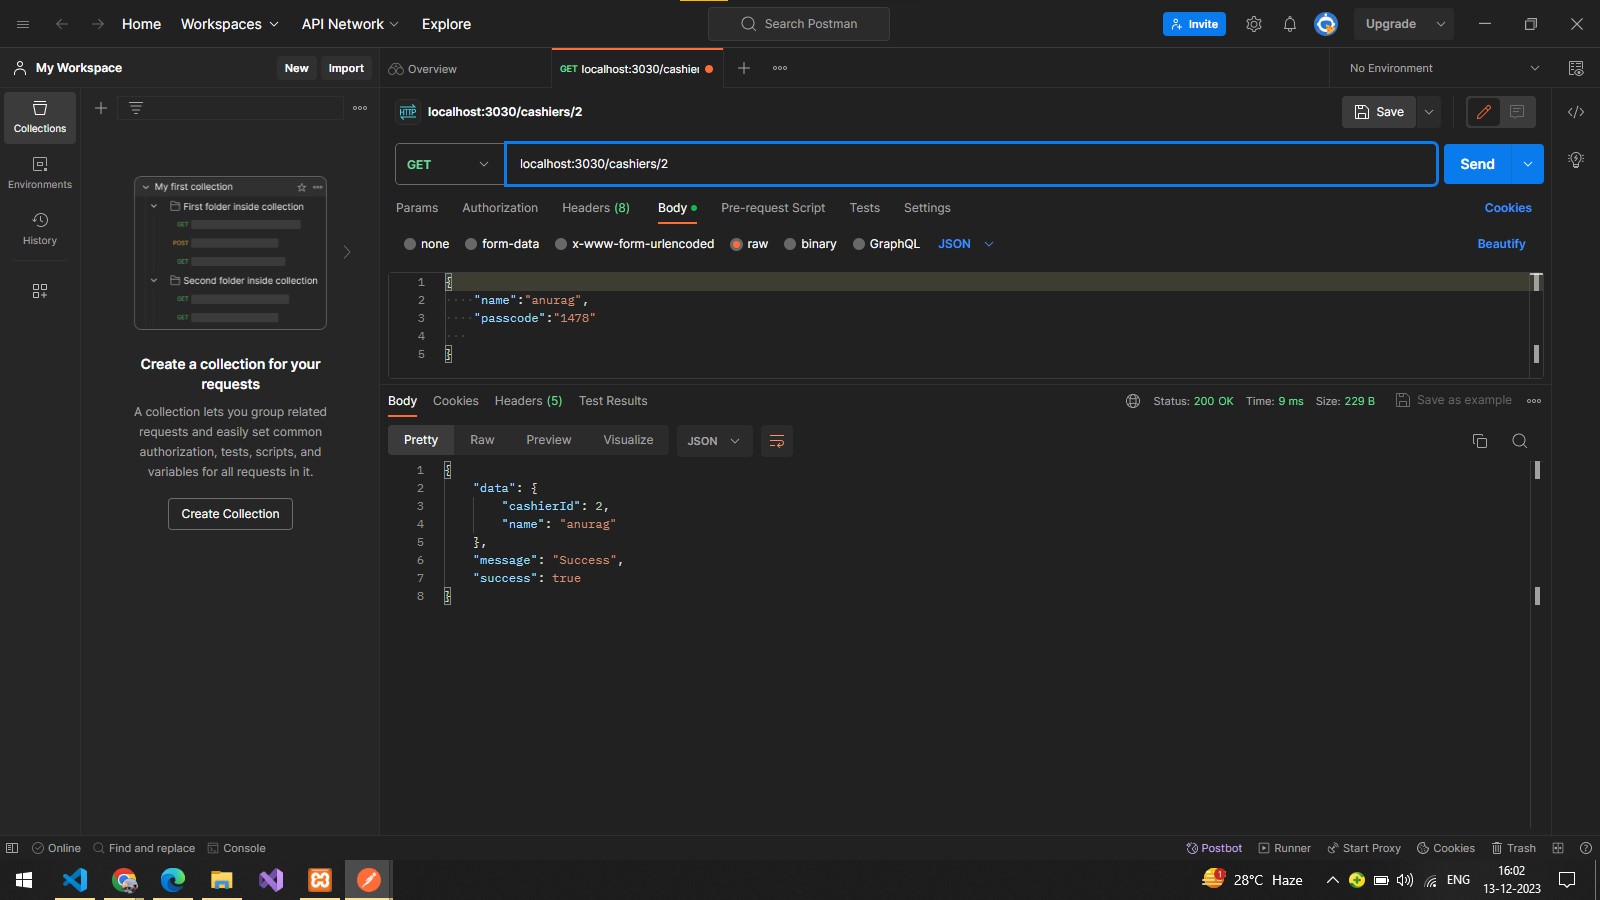 Home Workspaces API Network Explore Search Postman Invite Upgrade
My Workspace New Import Overview GET localhost:3030/cashier No Environment
Collections
Environments
History
My first collection
First folder inside collection
GET
POST
GET
Second folder inside collection
GET
GET
Create a collection for your
requests
A collection lets you group related
requests and easily set common
authorization, tests, scripts, and
variables for all requests in it.
Create Collection
HTTP localhost:3030/cashiers/2 Save
GET localhost:3030/cashiers/2 Send
Params Authorization Headers (8) Body Pre-request Script Tests Settings Cookies
none form-data x-www-form-urlencoded raw binary GraphQL JSON Beautify
1 {
2 "name":"anurag",
3 "passcode":"1478"
4
5 }
Body Cookies Headers (5) Test Results Status: 200 OK Time: 9 ms Size: 229 B Save as example
Pretty Raw Preview Visualize JSON
1 {
2 "data": {
3 "cashierId": 2,
4 "name": "anurag"
5 },
6 "message": "Success",
7 "success": true
8 }
Online Find and replace Console Postbot Runner Start Proxy Cookies Trash
1 28°C Haze ENG 16:02
13-12-2023